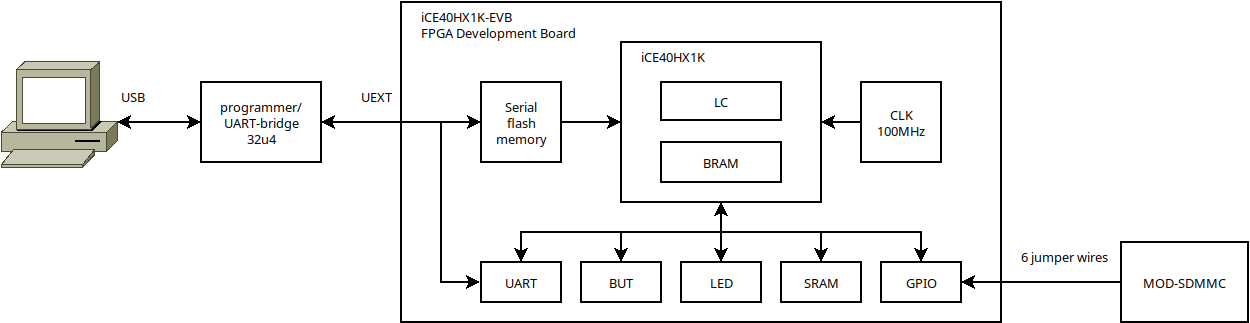 iCE40HX1K-EVB
FPGA Development Board
iCE40HX1K
USB
programmer/
UART-bridge
32u4
UEXT
Serial
flash
memory
LC
BRAM
CLK
100MHz
UART
BUT
LED
SRAM
GPIO
6 jumper wires
MOD-SDMMC